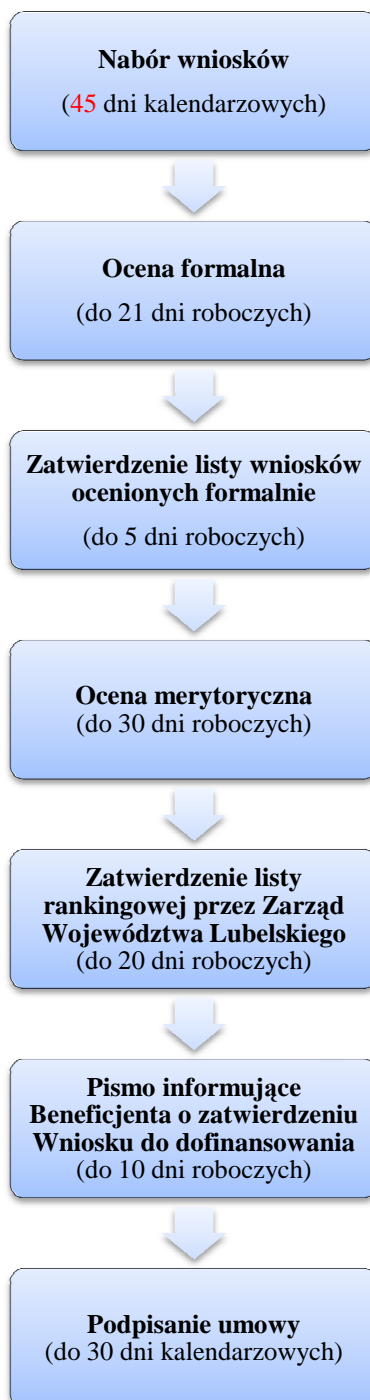 Nabór wniosków
(45 dni kalendarzowych)
Ocena formalna
(do 21 dni roboczych)
Zatwierdzenie listy wniosków
ocenionych formalnie
(do 5 dni roboczych)
Ocena merytoryczna
(do 30 dni roboczych)
Zatwierdzenie listy
rankingowej przez Zarząd
Województwa Lubelskiego
(do 20 dni roboczych)
Pismo informujące
Beneficjenta o zatwierdzeniu
Wniosku do dofinansowania
(do 10 dni roboczych)
Podpisanie umowy
(do 30 dni kalendarzowych)